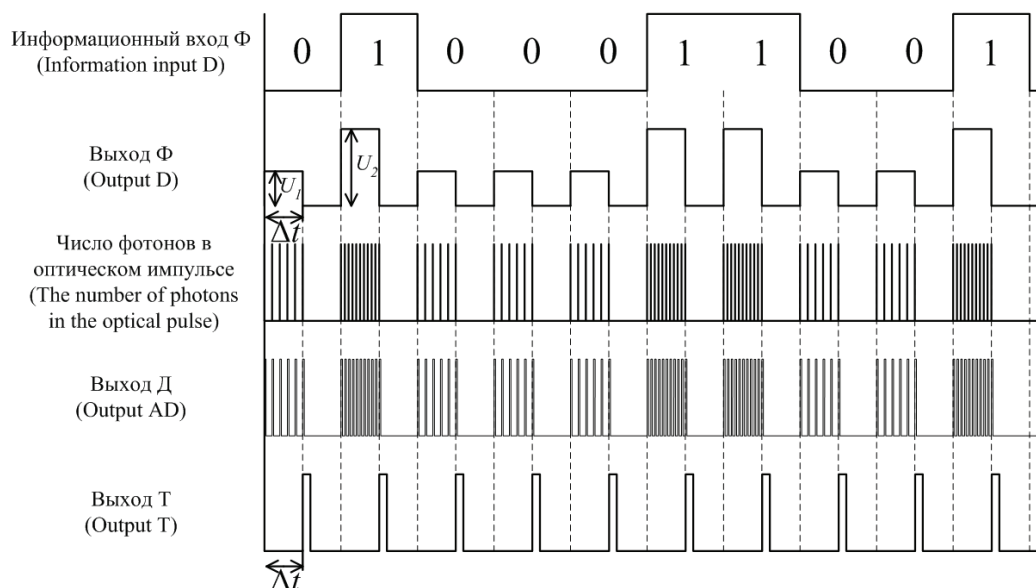 Информационный вход Ф
(Information input D)
0 1 0 0 0 1 1 0 0 1
Выход Ф
(Output D)
U₁
U₂
Δt
Число фотонов в
оптическом импульсе
(The number of photons
in the optical pulse)
Выход Д
(Output AD)
Выход Т
(Output T)
Δt